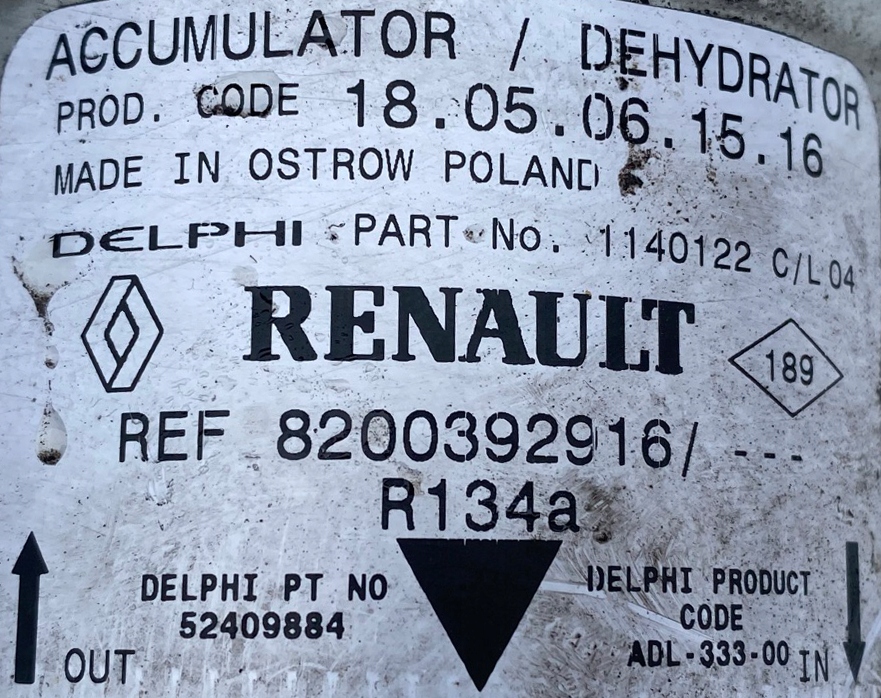 ACCUMULATOR / DEHYDRATOR
PROD. CODE 18.05.06.15.16
MADE IN OSTROW POLAND
DELPHI PART No. 1140122 C/L04
RENAULT
189
REF 8200392916/ ---
R134a
DELPHI PT NO
52409884
OUT
DELPHI PRODUCT
CODE
ADL-333-00
IN